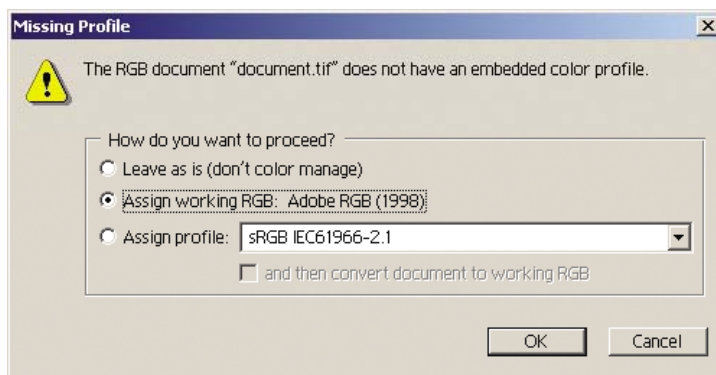 Missing Profile
The RGB document “document.tif” does not have an embedded color profile.
How do you want to proceed?
Leave as is (don't color manage)
Assign working RGB: Adobe RGB (1998)
Assign profile: sRGB IEC61966-2.1
and then convert document to working RGB
OK Cancel